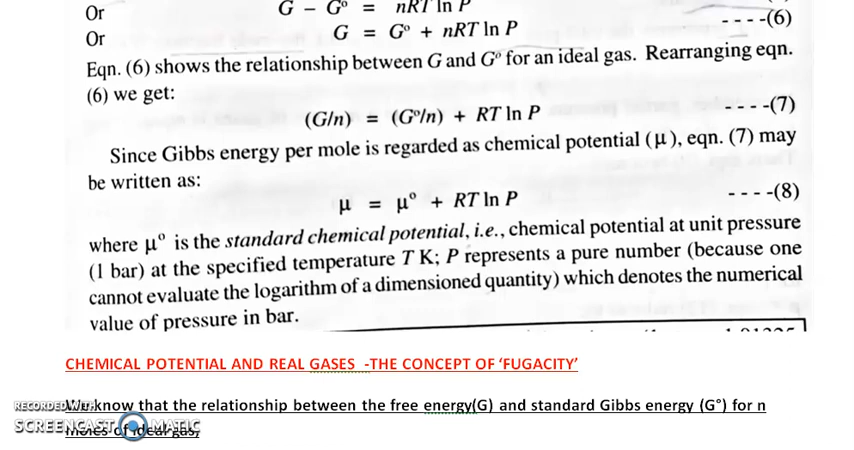 Or G – G° = nRT ln P
Or G = G° + nRT ln P - - - -(6)
Eqn. (6) shows the relationship between G and G° for an ideal gas. Rearranging eqn.
(6) we get:
(G/n) = (G°/n) + RT ln P - - - -(7)
Since Gibbs energy per mole is regarded as chemical potential (μ), eqn. (7) may
be written as:
μ = μ° + RT ln P - - - -(8)
where μ° is the standard chemical potential, i.e., chemical potential at unit pressure
(1 bar) at the specified temperature T K; P represents a pure number (because one
cannot evaluate the logarithm of a dimensioned quantity) which denotes the numerical
value of pressure in bar.
CHEMICAL POTENTIAL AND REAL GASES -THE CONCEPT OF ‘FUGACITY’
We know that the relationship between the free energy(G) and standard Gibbs energy (G°) for n
moles of ideal gas,
RECORDED WITH
SCREENCAST MATIC